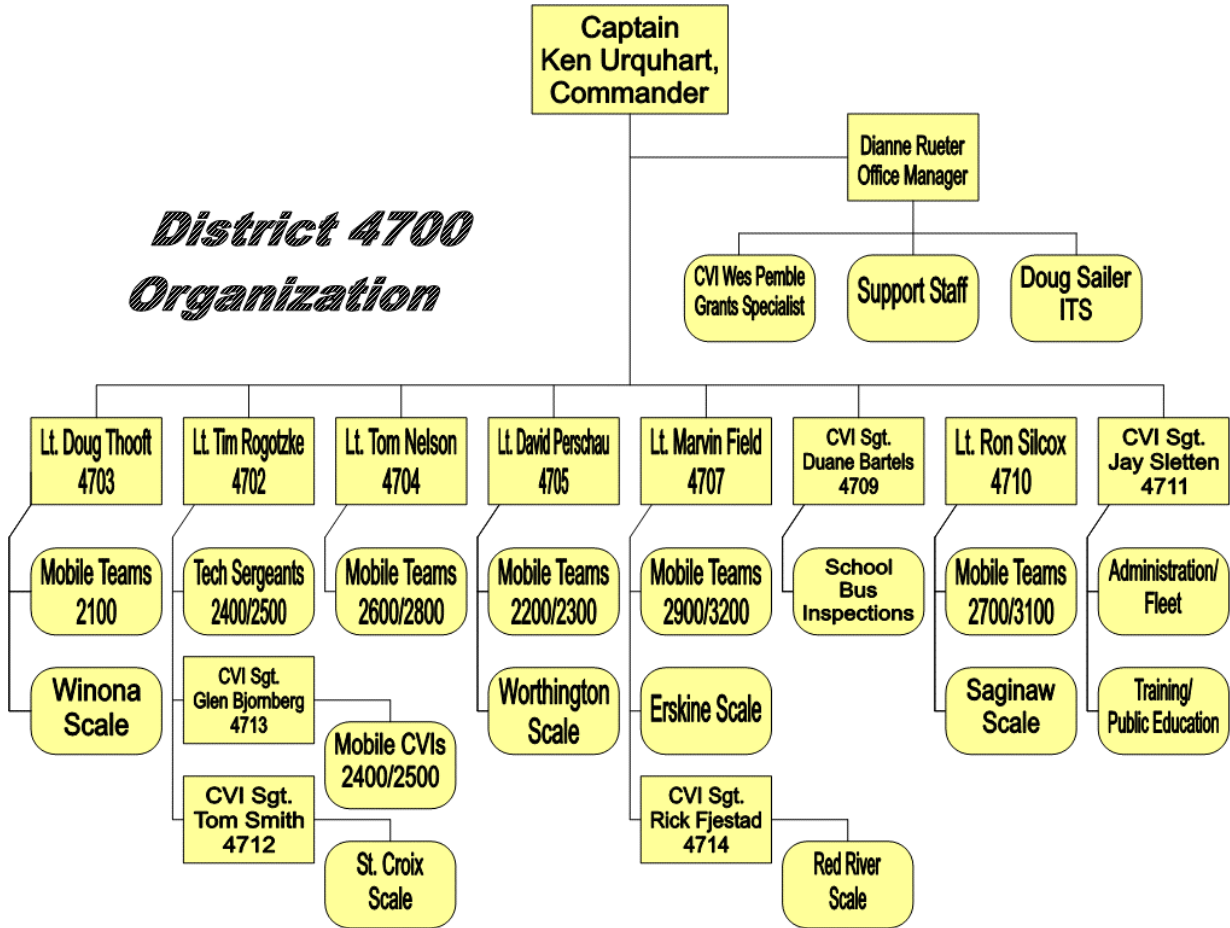 Captain
Ken Urquhart,
Commander
Dianne Rueter
Office Manager
District 4700
Organization
CVI Wes Pemble
Grants Specialist
Support Staff
Doug Sailer
ITS
Lt. Doug Thooft
4703
Lt. Tim Rogotzke
4702
Lt. Tom Nelson
4704
Lt. David Perschau
4705
Lt. Marvin Field
4707
CVI Sgt.
Duane Bartels
4709
Lt. Ron Silcox
4710
CVI Sgt.
Jay Sletten
4711
Mobile Teams
2100
Tech Sergeants
2400/2500
Mobile Teams
2600/2800
Mobile Teams
2200/2300
Mobile Teams
2900/3200
School
Bus
Inspections
Mobile Teams
2700/3100
Administration/
Fleet
Winona
Scale
CVI Sgt.
Glen Bjornberg
4713
Mobile CVIs
2400/2500
Worthington
Scale
Erskine Scale
Saginaw
Scale
Training/
Public Education
CVI Sgt.
Tom Smith
4712
St. Croix
Scale
CVI Sgt.
Rick Fjestad
4714
Red River
Scale